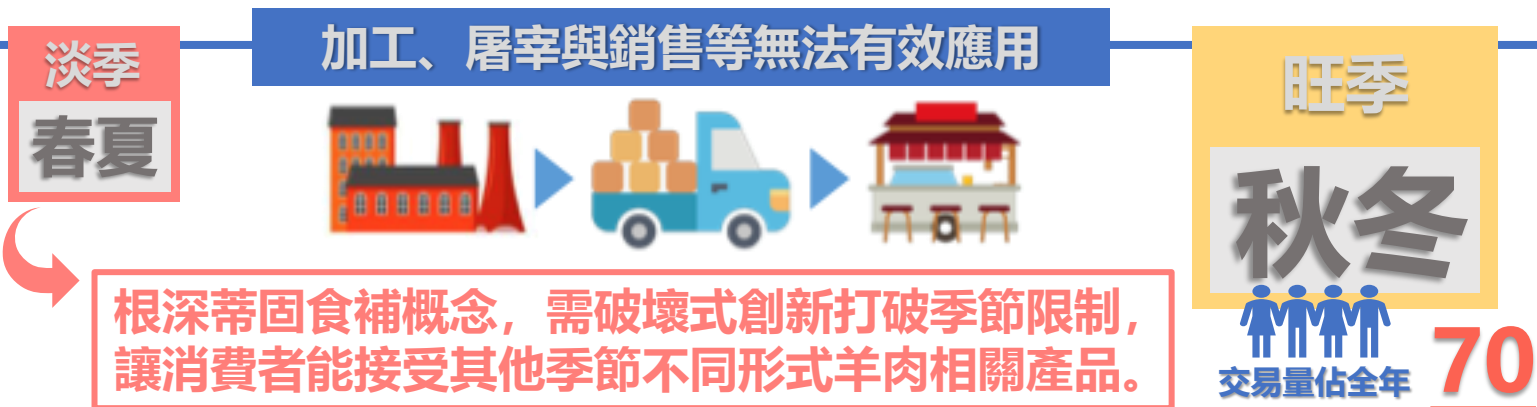 淡季
春夏
加工、屠宰與銷售等無法有效應用
旺季
秋冬
根深蒂固食補概念，需破壞式創新打破季節限制，
讓消費者能接受其他季節不同形式羊肉相關產品。
交易量佔全年 70